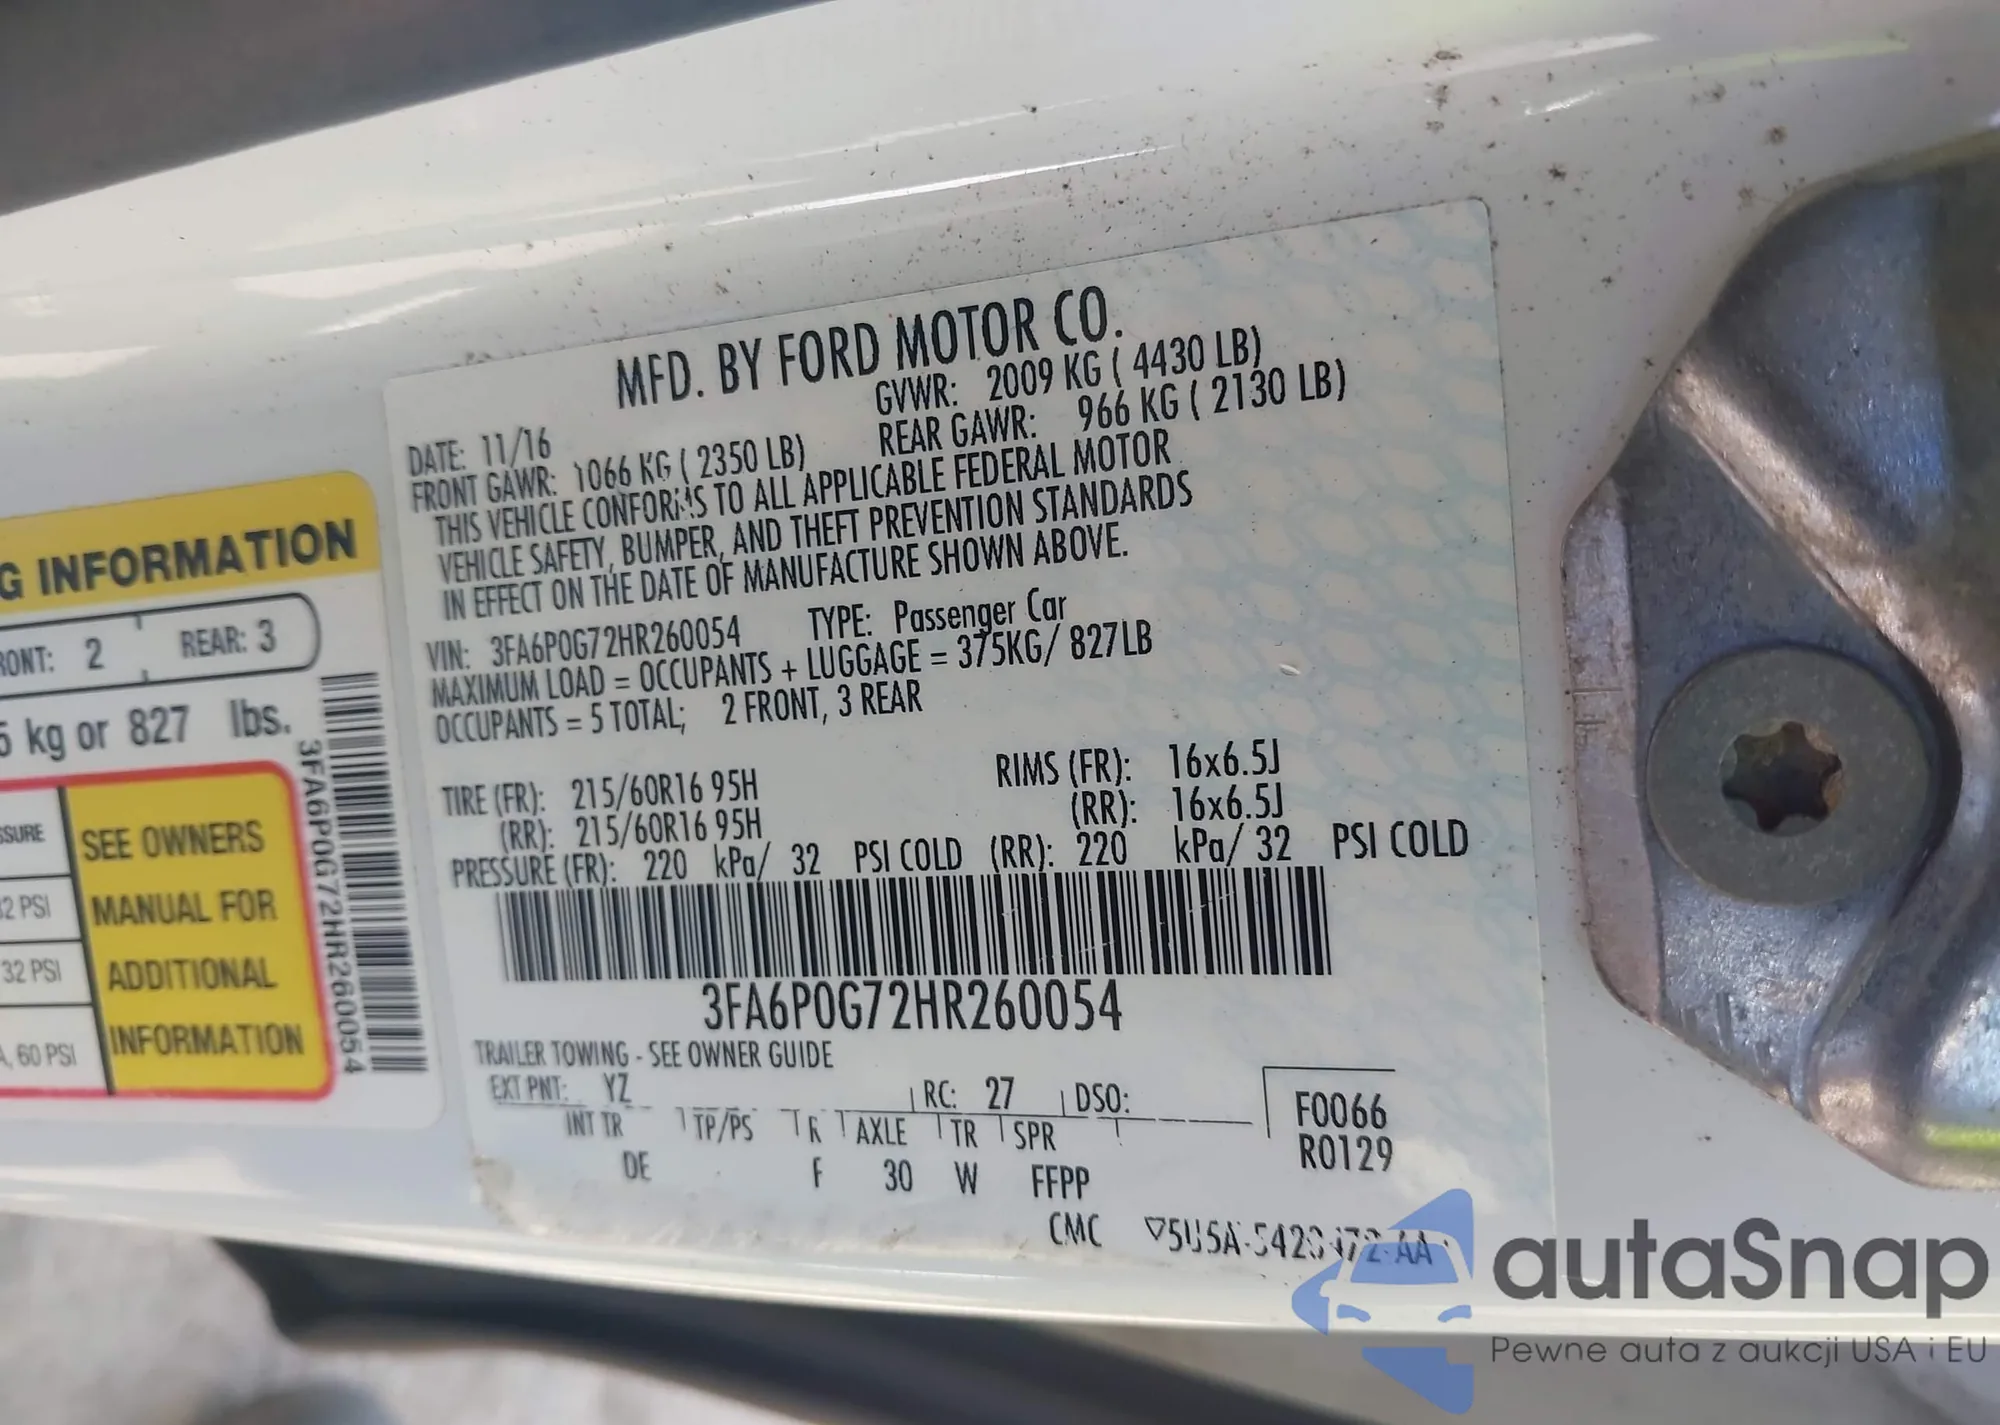 MFD. BY FORD MOTOR CO.
DATE: 11/16 GVWR: 2009 KG ( 4430 LB)
FRONT GAWR: 1066 KG ( 2350 LB) REAR GAWR: 966 KG ( 2130 LB)
THIS VEHICLE CONFORMS TO ALL APPLICABLE FEDERAL MOTOR
VEHICLE SAFETY, BUMPER, AND THEFT PREVENTION STANDARDS
IN EFFECT ON THE DATE OF MANUFACTURE SHOWN ABOVE.
VIN: 3FA6P0G72HR260054 TYPE: Passenger Car
MAXIMUM LOAD = OCCUPANTS + LUGGAGE = 375KG/ 827LB
OCCUPANTS = 5 TOTAL; 2 FRONT, 3 REAR
TIRE (FR): 215/60R16 95H RIMS (FR): 16x6.5J
(RR): 215/60R16 95H (RR): 16x6.5J
PRESSURE (FR): 220 kPa/ 32 PSI COLD (RR): 220 kPa/ 32 PSI COLD
3FA6P0G72HR260054
TRAILER TOWING - SEE OWNER GUIDE
EXT PNT: YZ RC: 27 DSO:
INT TR TP/PS R AXLE TR SPR
DE F 30 W FFPP
F0066
R0129
CMC
G INFORMATION
RONT: 2 REAR: 3
5 kg or 827 lbs.
3FA6P0G72HR260054
SSURE
2 PSI
32 PSI
A, 60 PSI
SEE OWNERS
MANUAL FOR
ADDITIONAL
INFORMATION
autaSnap
Pewne auta z aukcji USA i EU